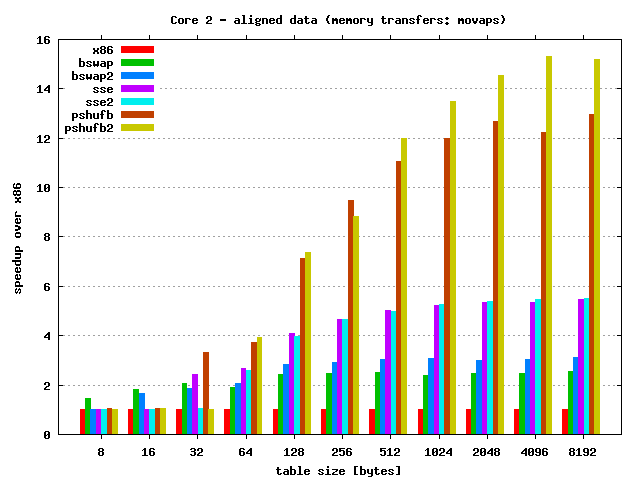 Core 2 - aligned data (memory transfers: movaps)
16
14
12
10
8
6
4
2
0
speedup over x86
x86
bswap
bswap2
sse
sse2
pshufb
pshufb2
8 16 32 64 128 256 512 1024 2048 4096 8192
table size [bytes]